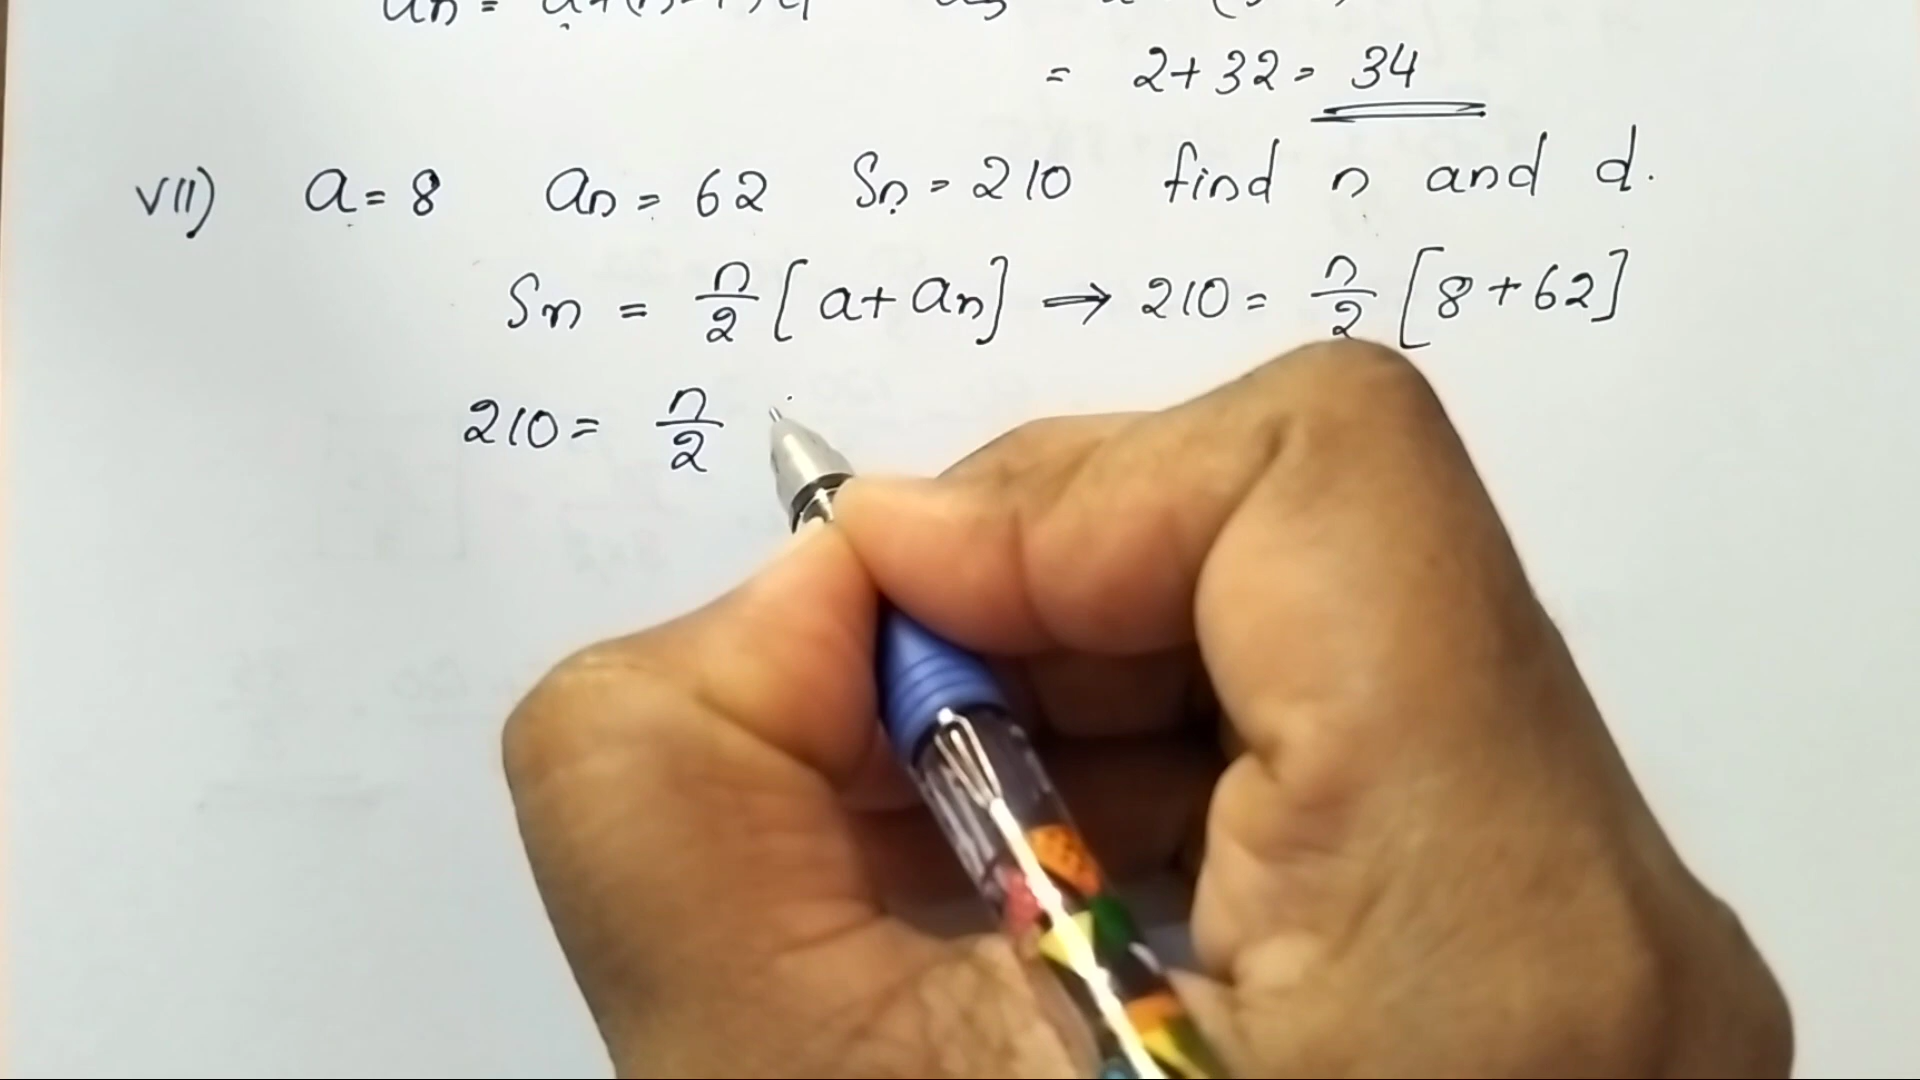 = 2+32 = 34
VII) a = 8 an = 62 Sn = 210 find n and d.
Sn = n/2 [a + an] → 210 = n/2 [8 + 62]
210 = n/2